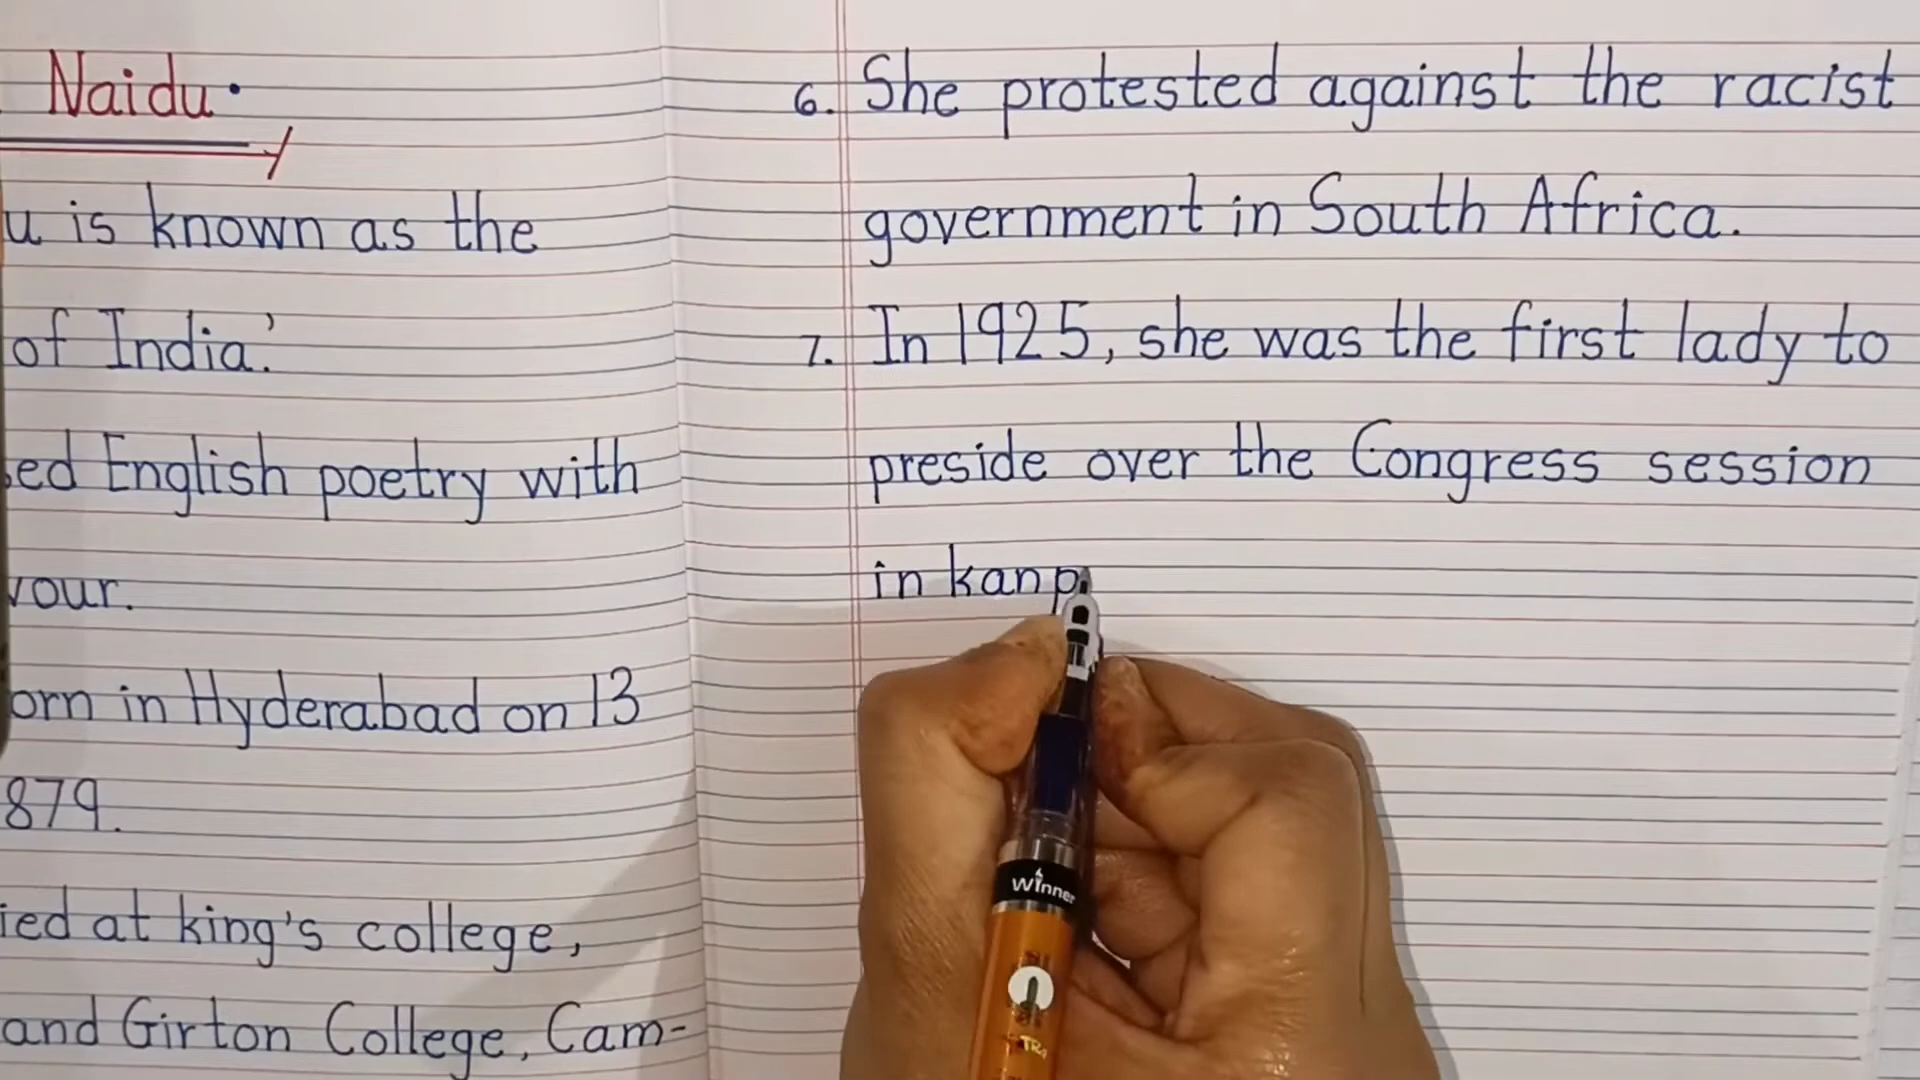 Naidu.
u is known as the
of India.'
ed English poetry with
vour.
orn in Hyderabad on 13
879.
ied at king's college,
and Girton College, Cam-
6. She protested against the racist
government in South Africa.
7. In 1925, she was the first lady to
preside over the Congress session
in kanp
Winner